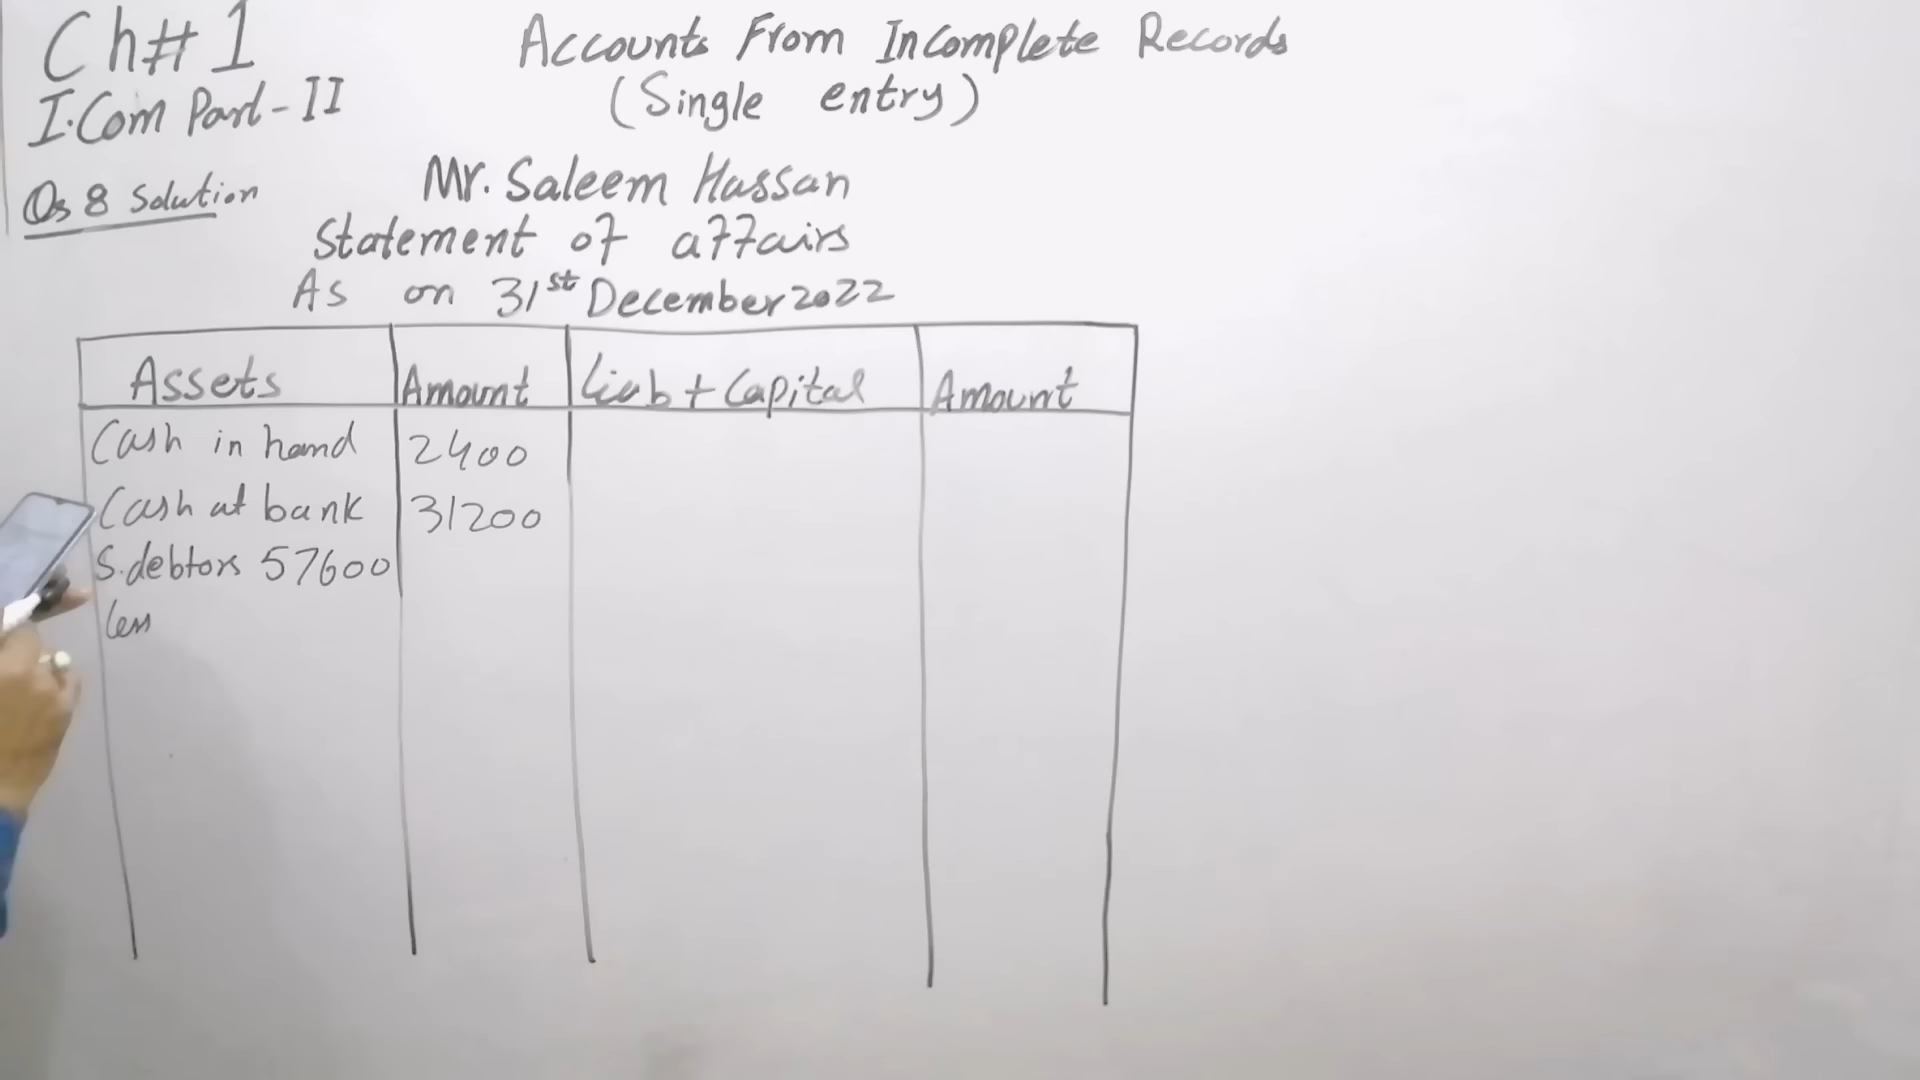 Ch# 1
I.Com Part-II
Qs 8 Solution
Accounts From Incomplete Records
(Single entry)
Mr. Saleem Hassan
Statement of affairs
As on 31st December 2022
Assets Amount Liab + Capital Amount
Cash in hand 2400
Cash at bank 31200
S.debtors 57600
Less